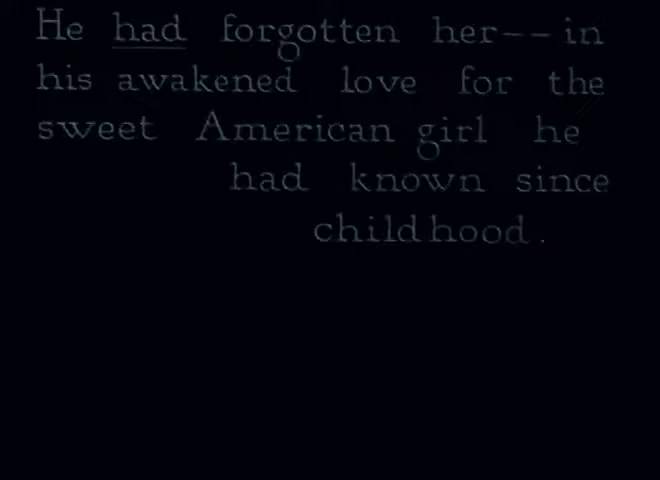 He had forgotten her -- in
his awakened love for the
sweet American girl he
had known since
childhood.